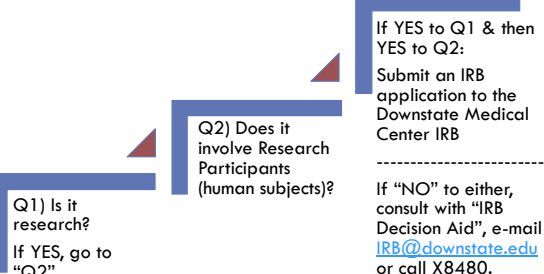 Q1) Is it
research?
If YES, go to
“Q2”
Q2) Does it
involve Research
Participants
(human subjects)?
If YES to Q1 & then
YES to Q2:
Submit an IRB
application to the
Downstate Medical
Center IRB
-------------------------
If “NO” to either,
consult with “IRB
Decision Aid”, e-mail
IRB@downstate.edu
or call X8480.